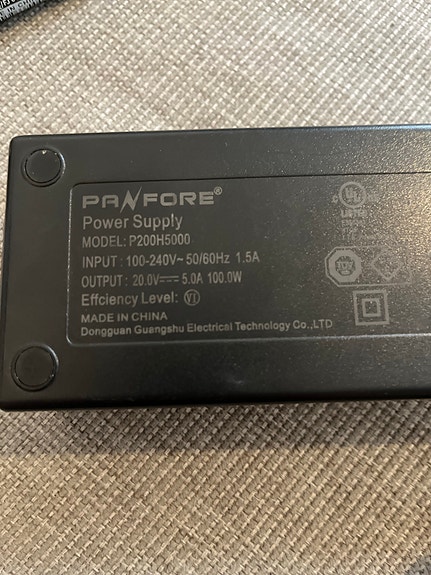 PANFORE®
Power Supply
MODEL: P200H5000
INPUT : 100-240V~ 50/60Hz 1.5A
OUTPUT : 20.0V⎓ 5.0A 100.0W
Effciency Level: VI
MADE IN CHINA
Dongguan Guangshu Electrical Technology Co.,LTD